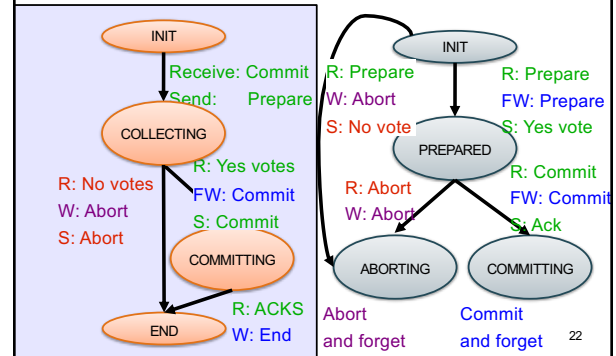 INIT
Receive: Commit
Send: Prepare
COLLECTING
R: No votes
W: Abort
S: Abort
R: Yes votes
FW: Commit
S: Commit
COMMITTING
R: ACKS
W: End
END
INIT
R: Prepare
W: Abort
S: No vote
R: Prepare
FW: Prepare
S: Yes vote
PREPARED
R: Abort
W: Abort
R: Commit
FW: Commit
S: Ack
ABORTING
COMMITTING
Abort
and forget
Commit
and forget
22